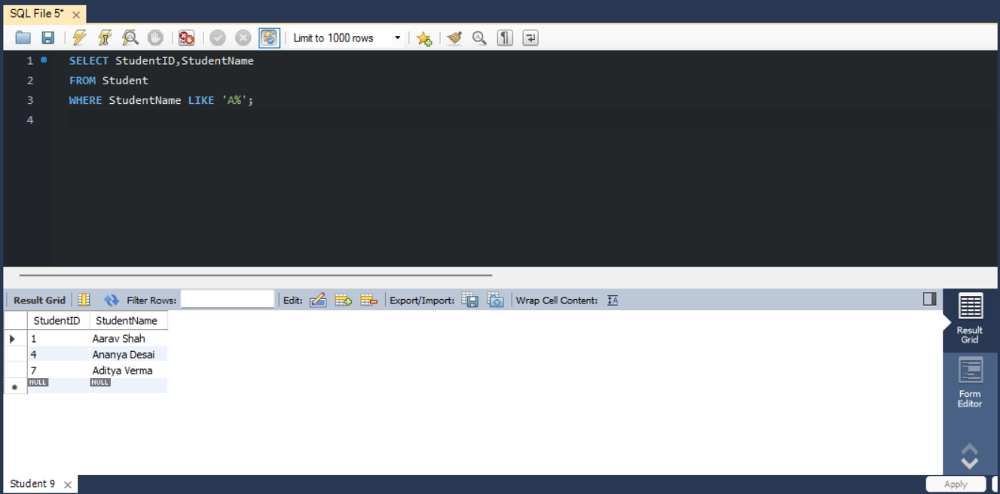 SQL File 5*
Limit to 1000 rows
1 SELECT StudentID,StudentName
2 FROM Student
3 WHERE StudentName LIKE 'A%';
4
Result Grid Filter Rows: Edit: Export/Import: Wrap Cell Content: IA
StudentID StudentName
1 Aarav Shah
4 Ananya Desai
7 Aditya Verma
NULL NULL
Result
Grid
Form
Editor
Student 9
Apply